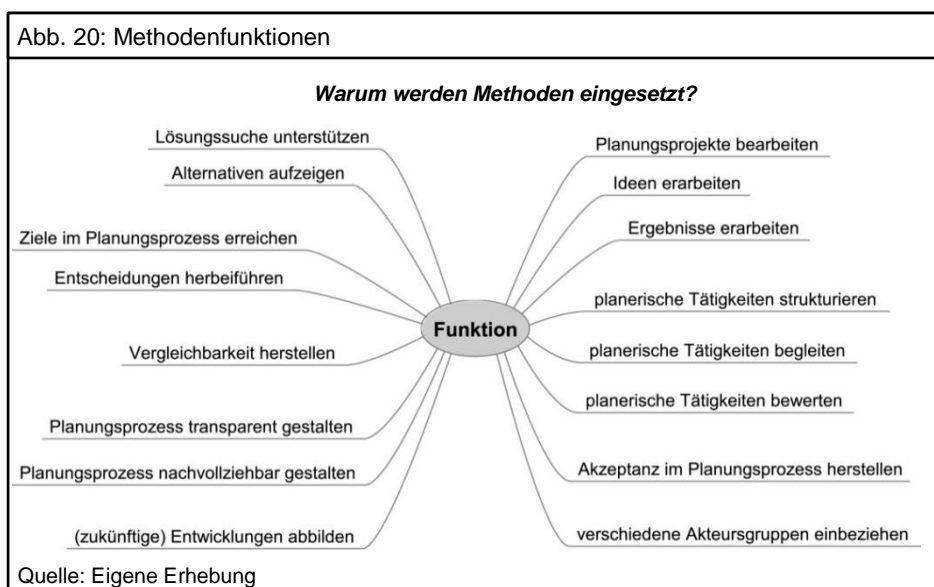 Abb. 20: Methodenfunktionen
Warum werden Methoden eingesetzt?
Lösungssuche unterstützen
Alternativen aufzeigen
Ziele im Planungsprozess erreichen
Entscheidungen herbeiführen
Vergleichbarkeit herstellen
Planungsprozess transparent gestalten
Planungsprozess nachvollziehbar gestalten
(zukünftige) Entwicklungen abbilden
Funktion
Planungsprojekte bearbeiten
Ideen erarbeiten
Ergebnisse erarbeiten
planerische Tätigkeiten strukturieren
planerische Tätigkeiten begleiten
planerische Tätigkeiten bewerten
Akzeptanz im Planungsprozess herstellen
verschiedene Akteursgruppen einbeziehen
Quelle: Eigene Erhebung